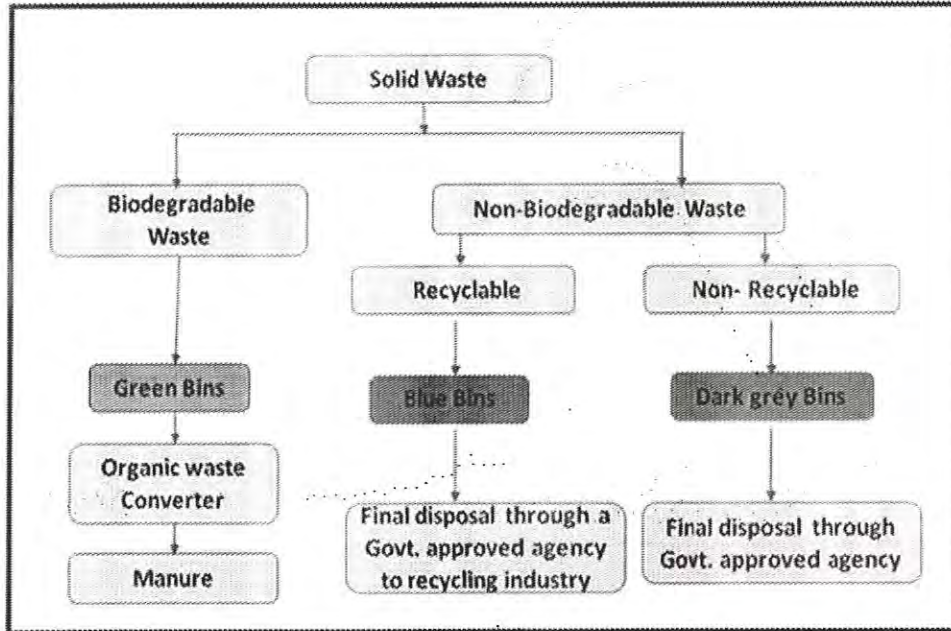 Solid Waste
Biodegradable
Waste
Non-Biodegradable Waste
Recyclable
Non- Recyclable
Green Bins
Blue Bins
Dark grey Bins
Organic waste
Converter
Manure
Final disposal through a
Govt. approved agency
to recycling industry
Final disposal through
Govt. approved agency